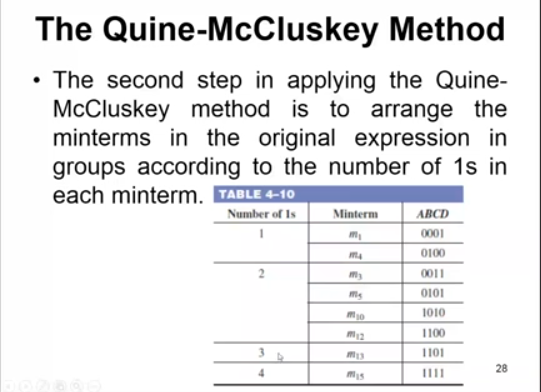 The Quine-McCluskey Method
• The second step in applying the Quine-
McCluskey method is to arrange the
minterms in the original expression in
groups according to the number of 1s in
each minterm.
TABLE 4–10
Number of 1s Minterm ABCD
1 m₁ 0001
m₄ 0100
2 m₃ 0011
m₅ 0101
m₁₀ 1010
m₁₂ 1100
3 m₁₃ 1101
4 m₁₅ 1111
28